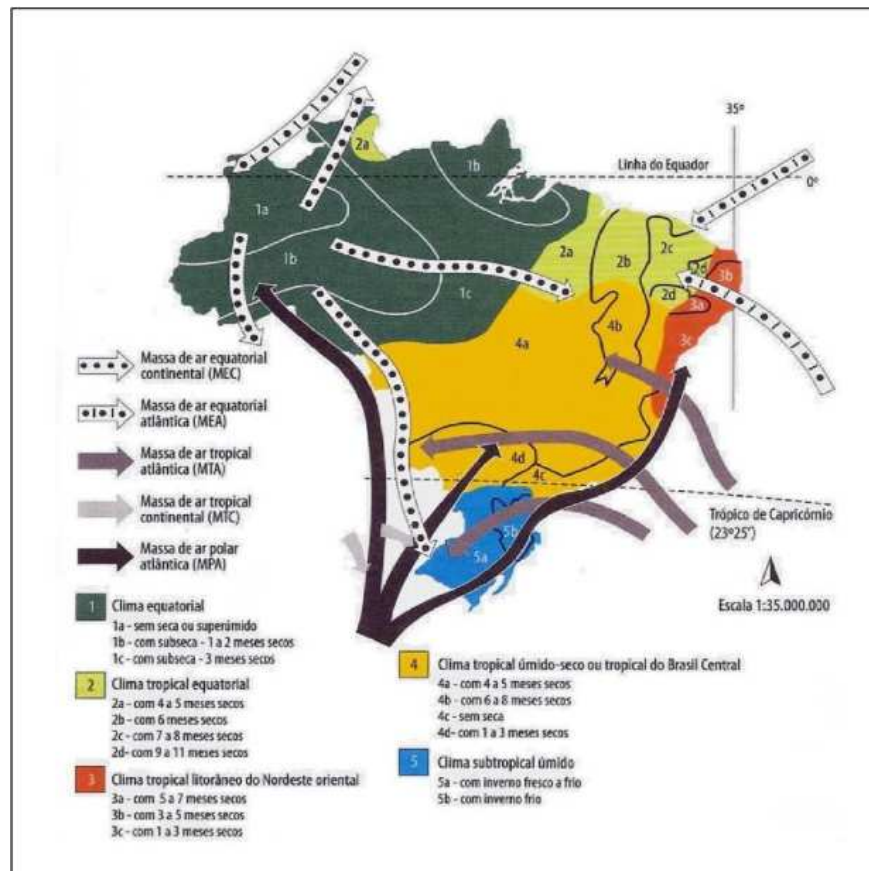 35º
2a
1b
Linha do Equador
0º
1a
1b
2a
2b
2c
2d
3b
1c
2d
3a
4b
4a
3c
Massa de ar equatorial
continental (MEC)
Massa de ar equatorial
atlântica (MEA)
Massa de ar tropical
atlântica (MTA)
Massa de ar tropical
continental (MTC)
Massa de ar polar
atlântica (MPA)
4d
4c
5b
5a
Trópico de Capricórnio
(23º25")
Escala 1:35.000.000
1 Clima equatorial
1a - sem seca ou superúmido
1b - com subseca - 1 a 2 meses secos
1c - com subseca - 3 meses secos
2 Clima tropical equatorial
2a - com 4 a 5 meses secos
2b - com 6 meses secos
2c - com 7 a 8 meses secos
2d - com 9 a 11 meses secos
3 Clima tropical litorâneo do Nordeste oriental
3a - com 5 a 7 meses secos
3b - com 3 a 5 meses secos
3c - com 1 a 3 meses secos
4 Clima tropical úmido-seco ou tropical do Brasil Central
4a - com 4 a 5 meses secos
4b - com 6 a 8 meses secos
4c - sem seca
4d - com 1 a 3 meses secos
5 Clima subtropical úmido
5a - com inverno fresco a frio
5b - com inverno frio